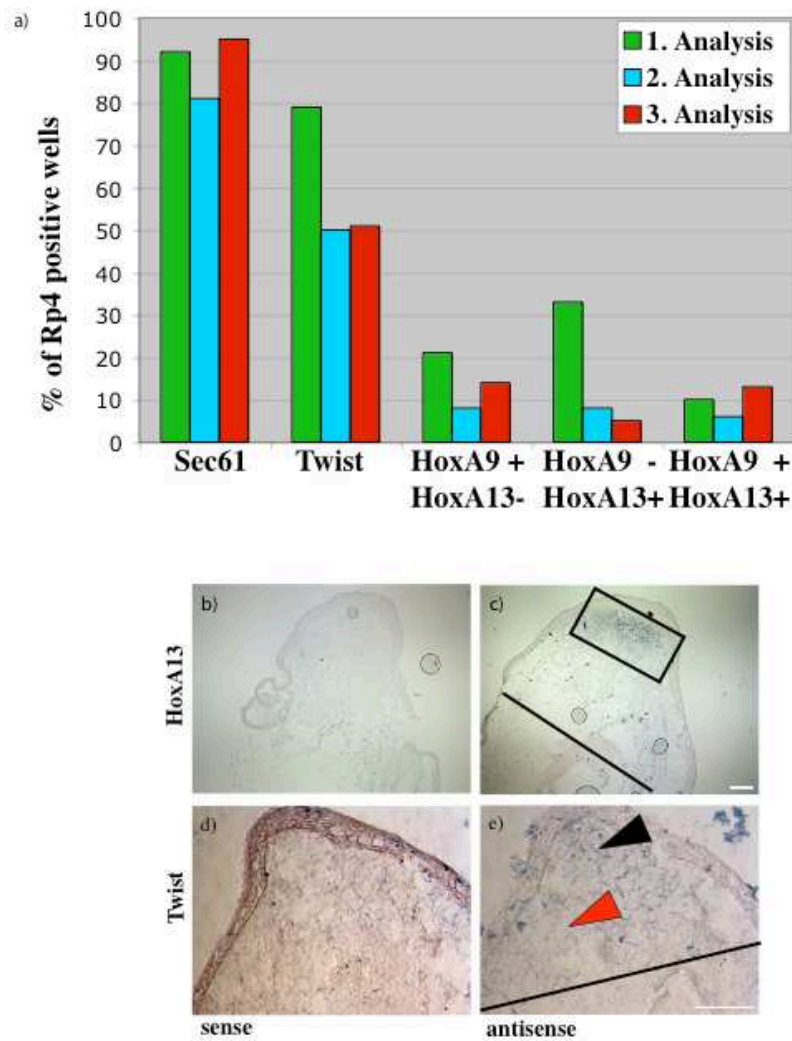 a)
% of Rp4 positive wells
100
90
80
70
60
50
40
30
20
10
0
1. Analysis
2. Analysis
3. Analysis
Sec61
Twist
HoxA9 +
HoxA13-
HoxA9 -
HoxA13+
HoxA9 +
HoxA13+
HoxA13
b)
c)
Twist
d)
e)
sense
antisense